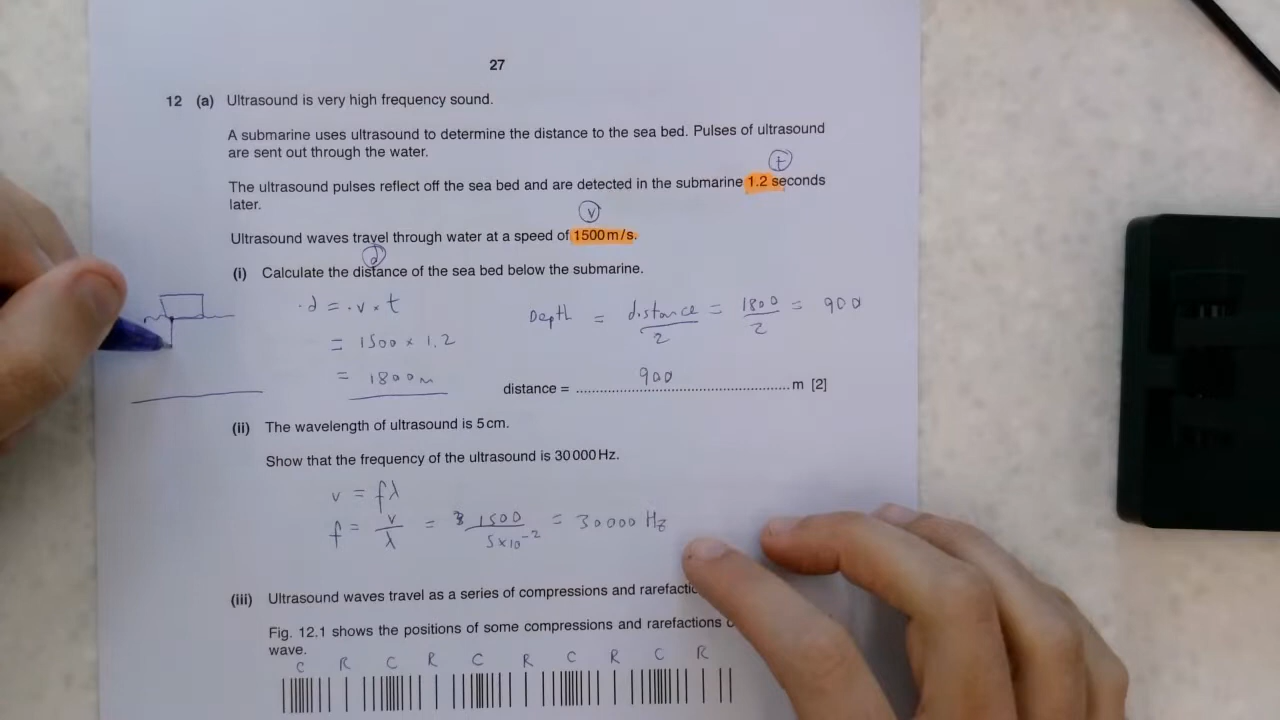 27
12 (a) Ultrasound is very high frequency sound.
A submarine uses ultrasound to determine the distance to the sea bed. Pulses of ultrasound
are sent out through the water.
t
The ultrasound pulses reflect off the sea bed and are detected in the submarine 1.2 seconds
later.
v
Ultrasound waves travel through water at a speed of 1500 m/s.
d
(i) Calculate the distance of the sea bed below the submarine.
d = v × t
Depth = distance/2 = 1800/2 = 900
= 1500 × 1.2
= 1800m
distance = 900 m [2]
(ii) The wavelength of ultrasound is 5 cm.
Show that the frequency of the ultrasound is 30 000 Hz.
v = fλ
f = v/λ = 1500/5×10⁻² = 30000 Hz
(iii) Ultrasound waves travel as a series of compressions and
Fig. 12.1 shows the positions of some compressions and rarefactions
wave.
C R C R C R C R C R